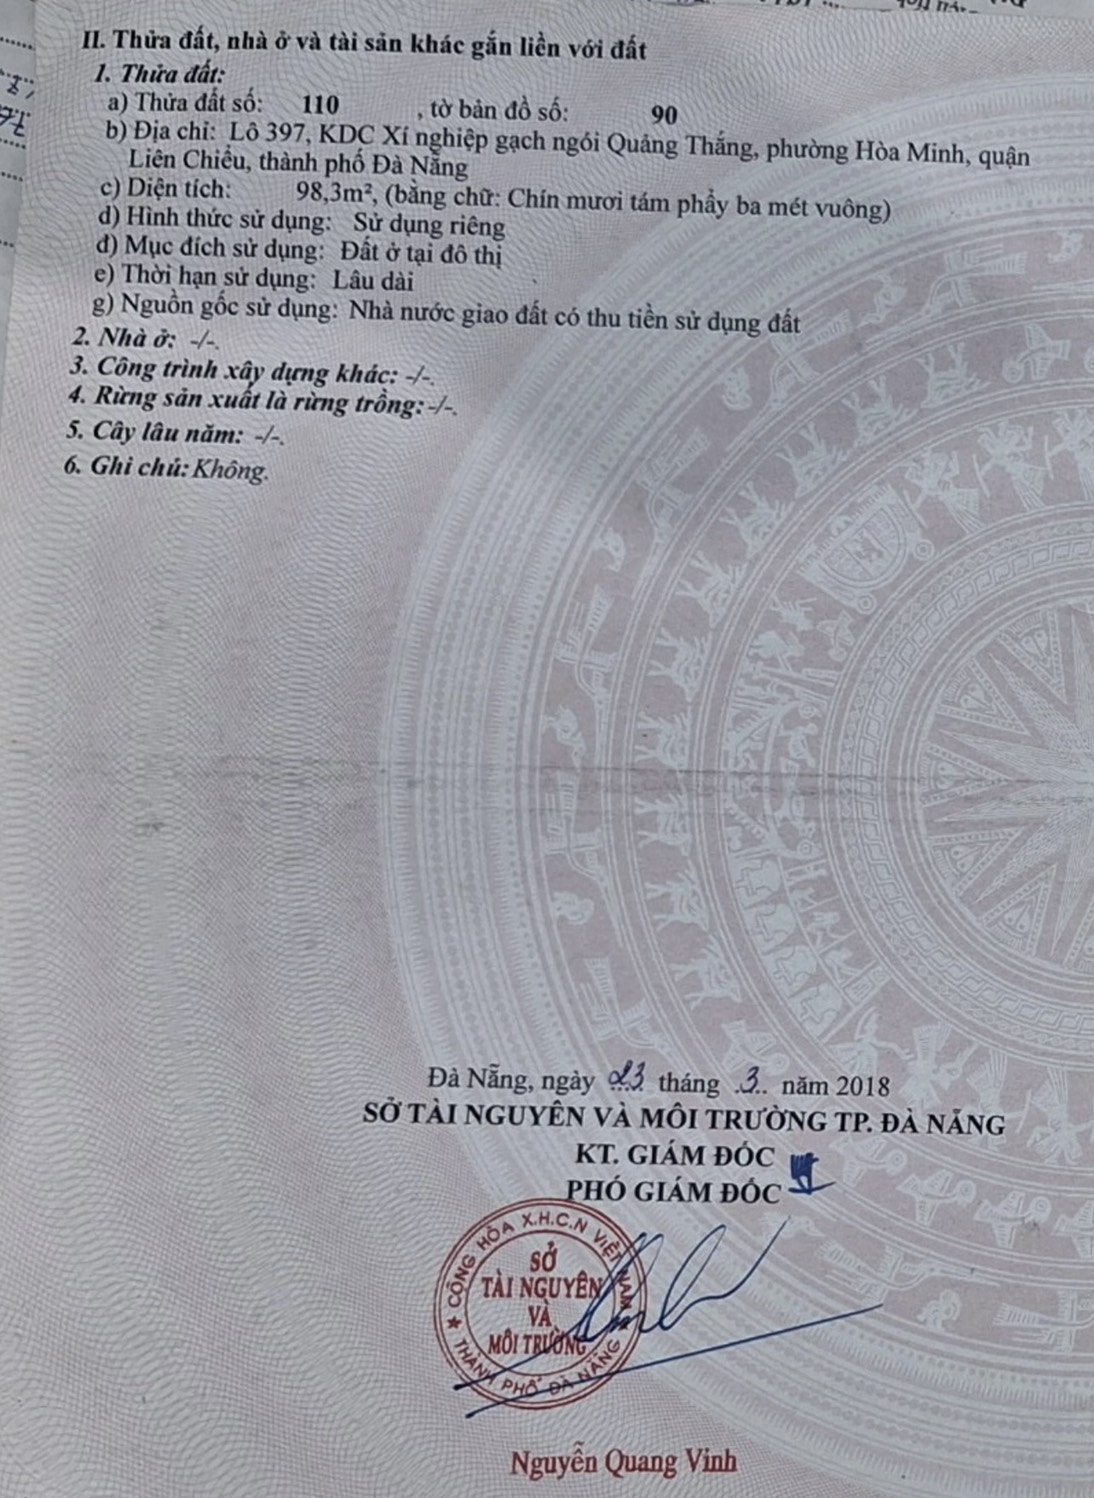 II. Thửa đất, nhà ở và tài sản khác gắn liền với đất
1. Thửa đất:
a) Thửa đất số: 110 , tờ bản đồ số: 90
b) Địa chỉ: Lô 397, KDC Xí nghiệp gạch ngói Quảng Thắng, phường Hòa Minh, quận
Liên Chiểu, thành phố Đà Nẵng
c) Diện tích: 98,3m², (bằng chữ: Chín mươi tám phẩy ba mét vuông)
d) Hình thức sử dụng: Sử dụng riêng
đ) Mục đích sử dụng: Đất ở tại đô thị
e) Thời hạn sử dụng: Lâu dài
g) Nguồn gốc sử dụng: Nhà nước giao đất có thu tiền sử dụng đất
2. Nhà ở: -/-.
3. Công trình xây dựng khác: -/-.
4. Rừng sản xuất là rừng trồng: -/-.
5. Cây lâu năm: -/-.
6. Ghi chú: Không.
Đà Nẵng, ngày 23 tháng 3 năm 2018
SỞ TÀI NGUYÊN VÀ MÔI TRƯỜNG TP. ĐÀ NẴNG
KT. GIÁM ĐỐC
PHÓ GIÁM ĐỐC
CỘNG HÒA X.H.C.N VIỆT NAM
SỞ
TÀI NGUYÊN
VÀ
MÔI TRƯỜNG
THÀNH PHỐ ĐÀ NẴNG
Nguyễn Quang Vinh